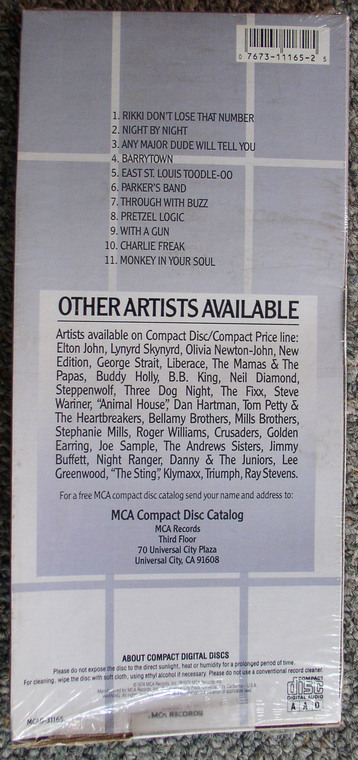 0 7673-11165-2 5
1. RIKKI DON'T LOSE THAT NUMBER
2. NIGHT BY NIGHT
3. ANY MAJOR DUDE WILL TELL YOU
4. BARRYTOWN
5. EAST ST. LOUIS TOODLE-OO
6. PARKER'S BAND
7. THROUGH WITH BUZZ
8. PRETZEL LOGIC
9. WITH A GUN
10. CHARLIE FREAK
11. MONKEY IN YOUR SOUL
OTHER ARTISTS AVAILABLE
Artists available on Compact Disc/Compact Price line:
Elton John, Lynyrd Skynyrd, Olivia Newton-John, New
Edition, George Strait, Liberace, The Mamas & The
Papas, Buddy Holly, B.B. King, Neil Diamond,
Steppenwolf, Three Dog Night, The Fixx, Steve
Wariner, "Animal House", Dan Hartman, Tom Petty &
The Heartbreakers, Bellamy Brothers, Mills Brothers,
Stephanie Mills, Roger Williams, Crusaders, Golden
Earring, Joe Sample, The Andrews Sisters, Jimmy
Buffett, Night Ranger, Danny & The Juniors, Lee
Greenwood, "The Sting", Klymaxx, Triumph, Ray Stevens.
For a free MCA compact disc catalog send your name and address to:
MCA Compact Disc Catalog
MCA Records
Third Floor
70 Universal City Plaza
Universal City, CA 91608
ABOUT COMPACT DIGITAL DISCS
Please do not expose the disc to the direct sunlight, heat or humidity for a prolonged period of time.
For cleaning, wipe the disc with soft cloth, using ethyl alcohol if necessary. Please do not use a conventional record cleaner.
COMPACT
disc
DIGITAL AUDIO
A A D
MCAD-31165
MCA RECORDS